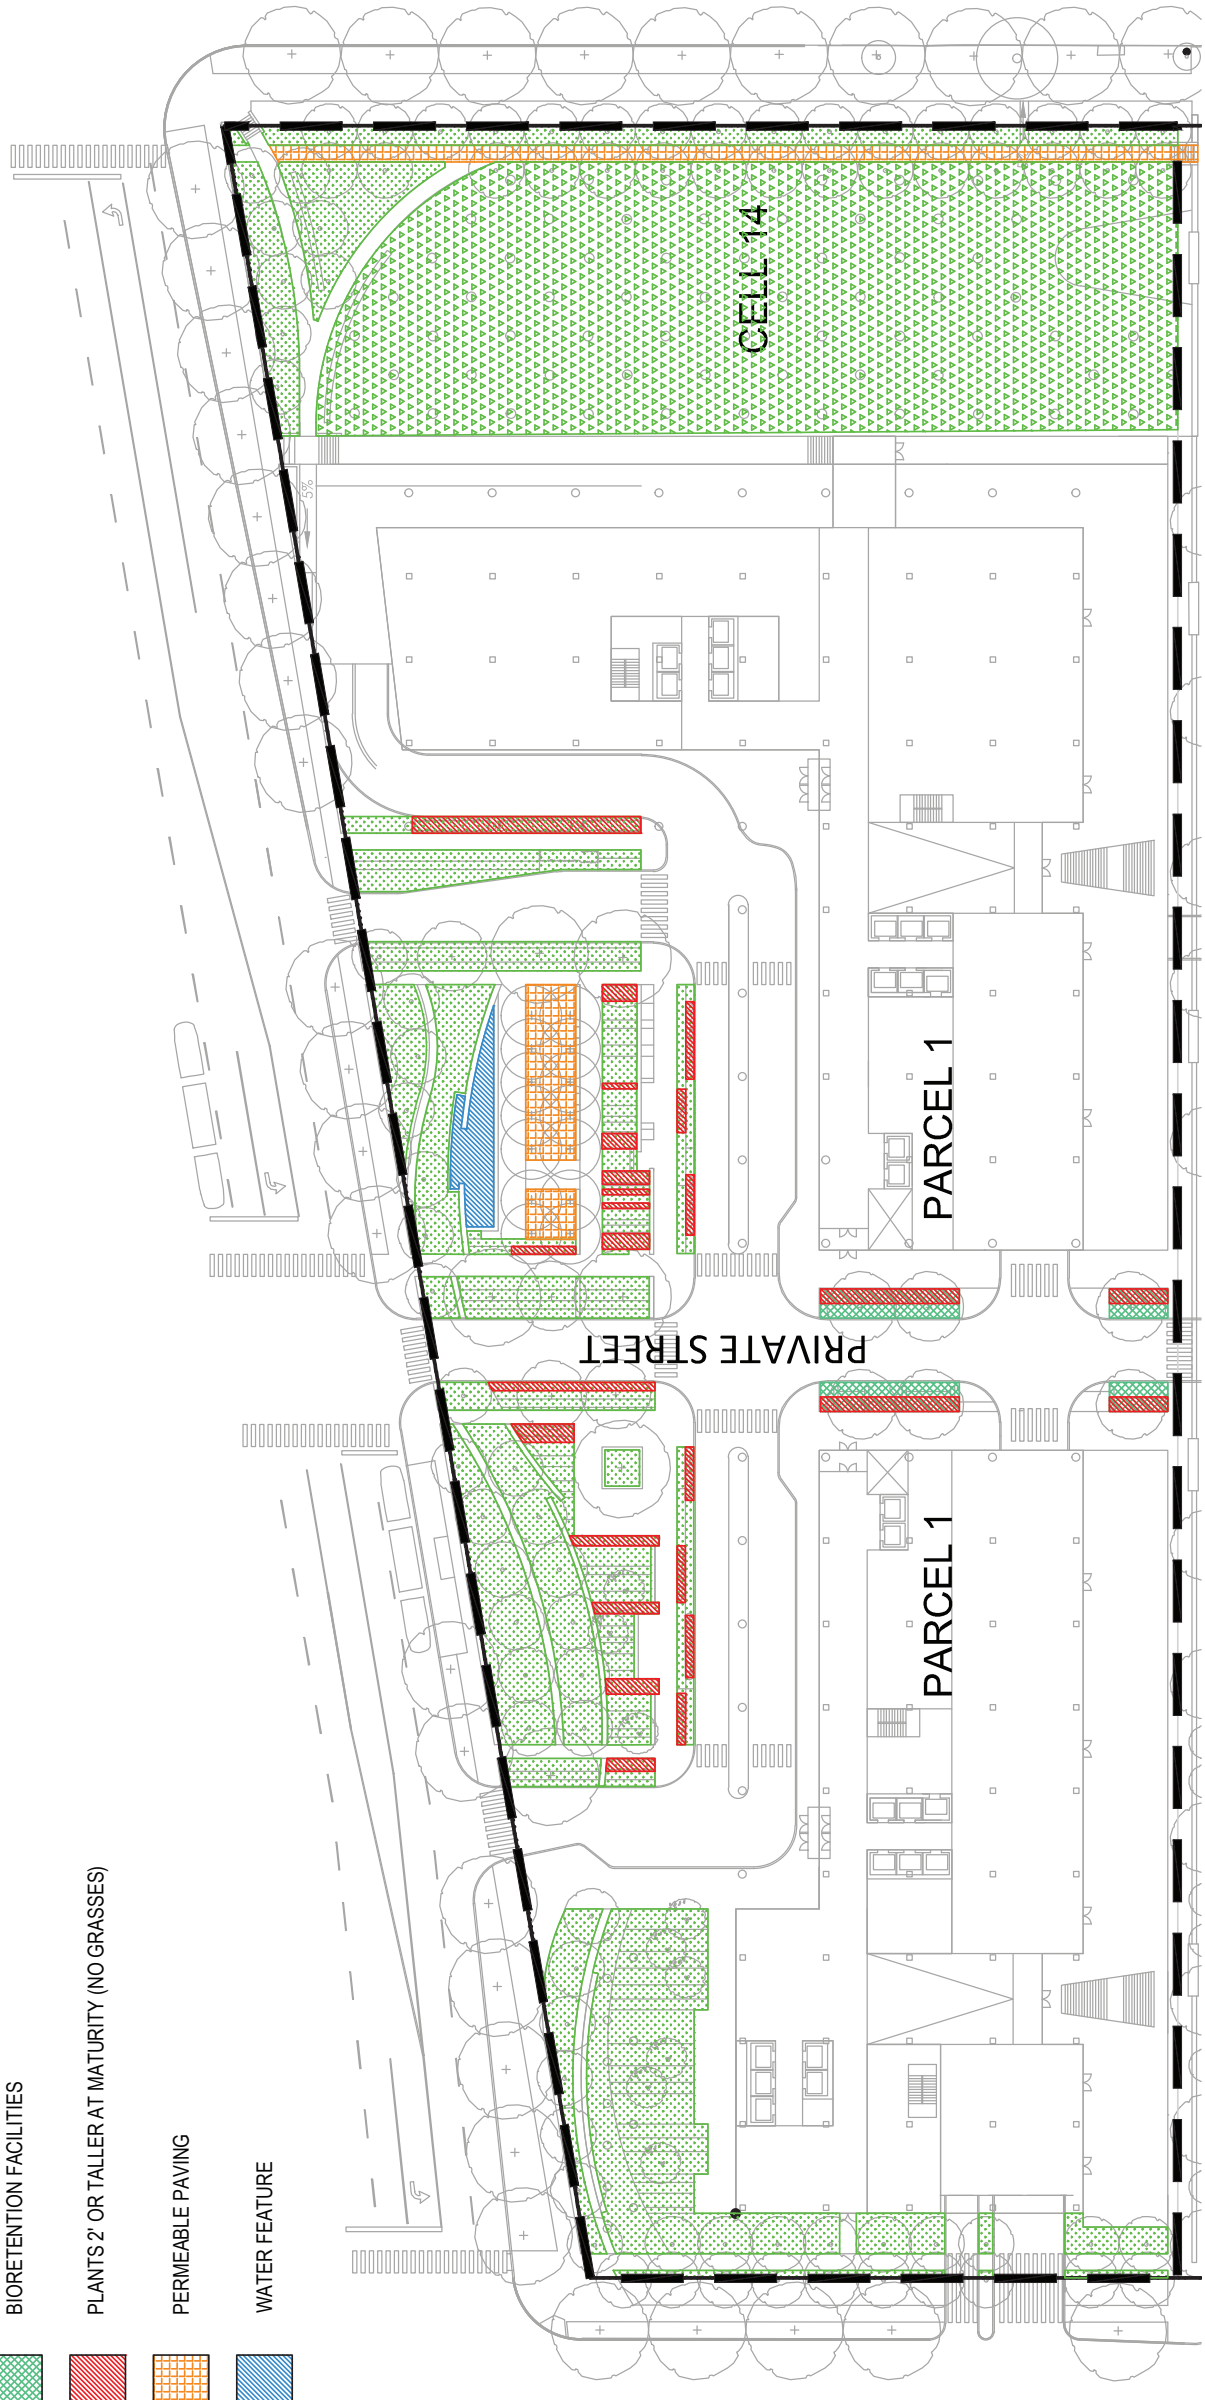 BIORETENTION FACILITIES
PLANTS 2' OR TALLER AT MATURITY (NO GRASSES)
PERMEABLE PAVING
WATER FEATURE
CELL 14
5%
PARCEL 1
PRIVATE STREET
PARCEL 1